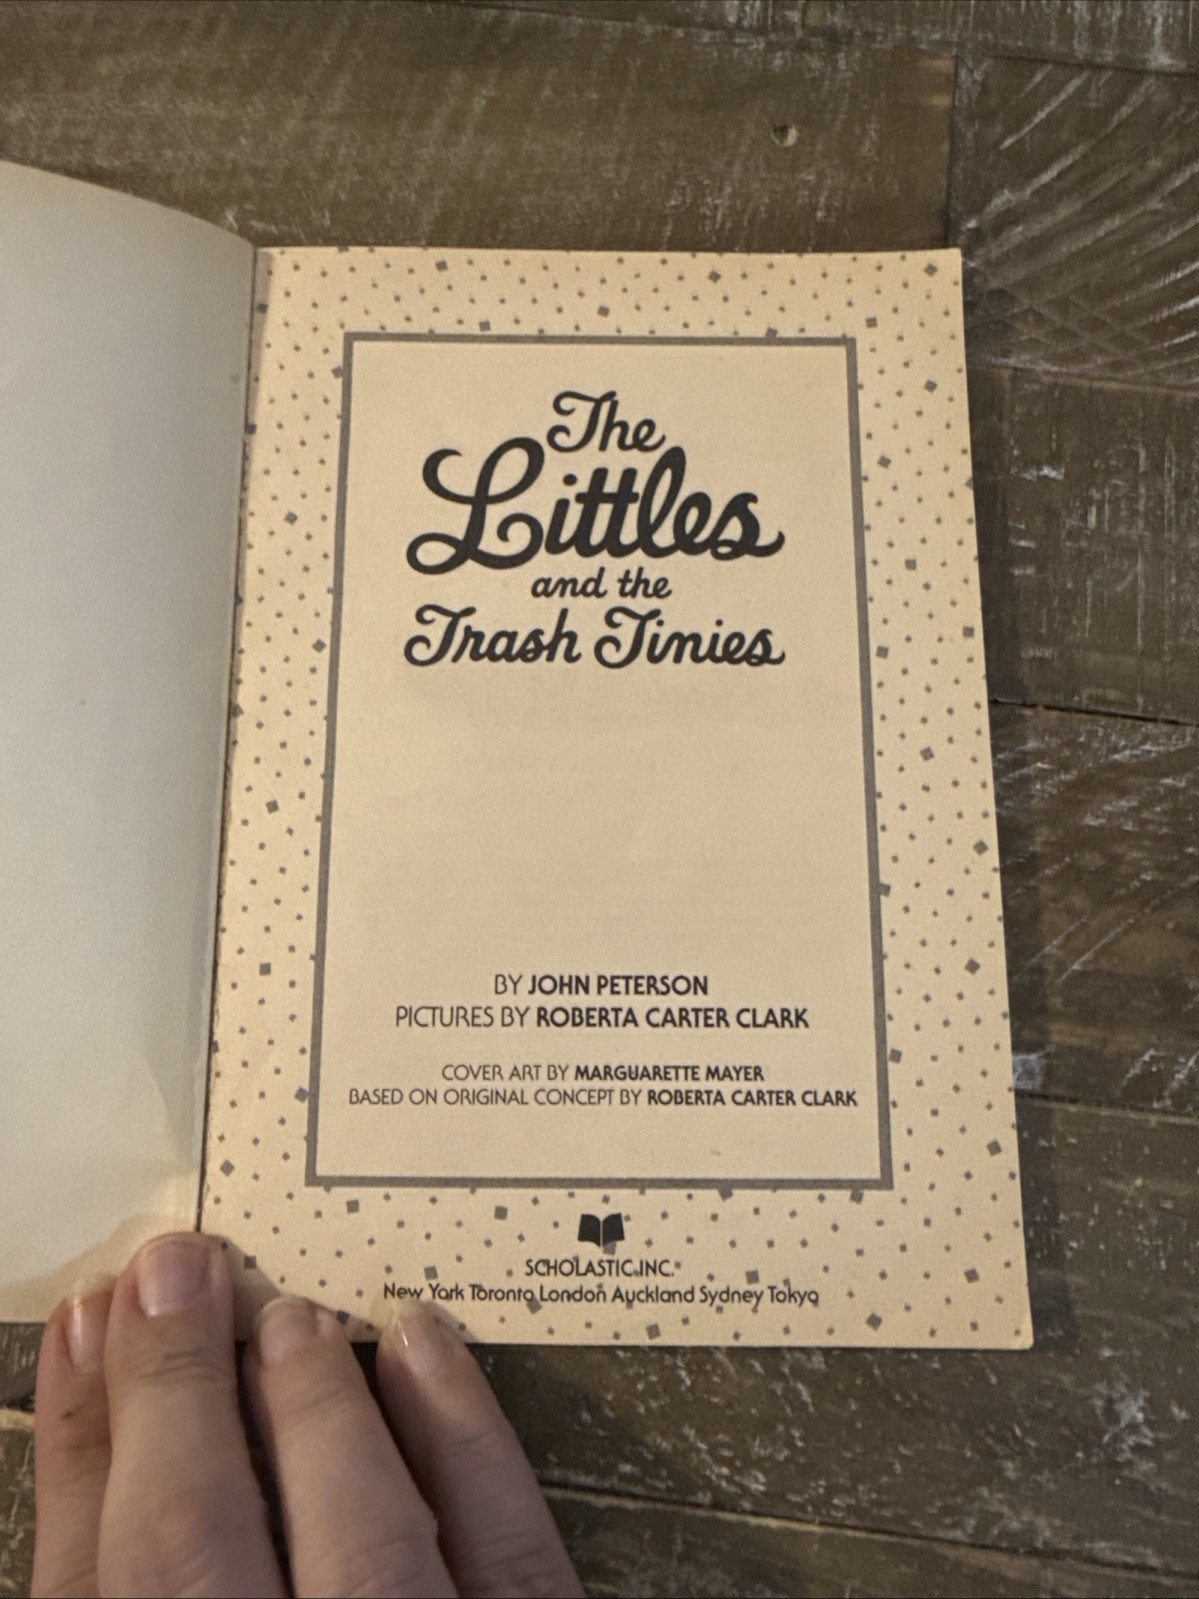 The
Littles
and the
Trash Tinies
BY JOHN PETERSON
PICTURES BY ROBERTA CARTER CLARK
COVER ART BY MARGUARETTE MAYER
BASED ON ORIGINAL CONCEPT BY ROBERTA CARTER CLARK
SCHOLASTIC INC.
New York Toronto London Auckland Sydney Tokyo